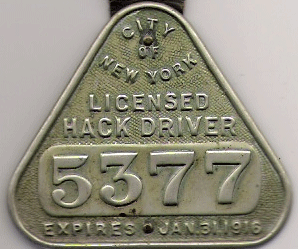 CITY
OF
NEW YORK
LICENSED
HACK DRIVER
5377
EXPIRES JAN.31.1916